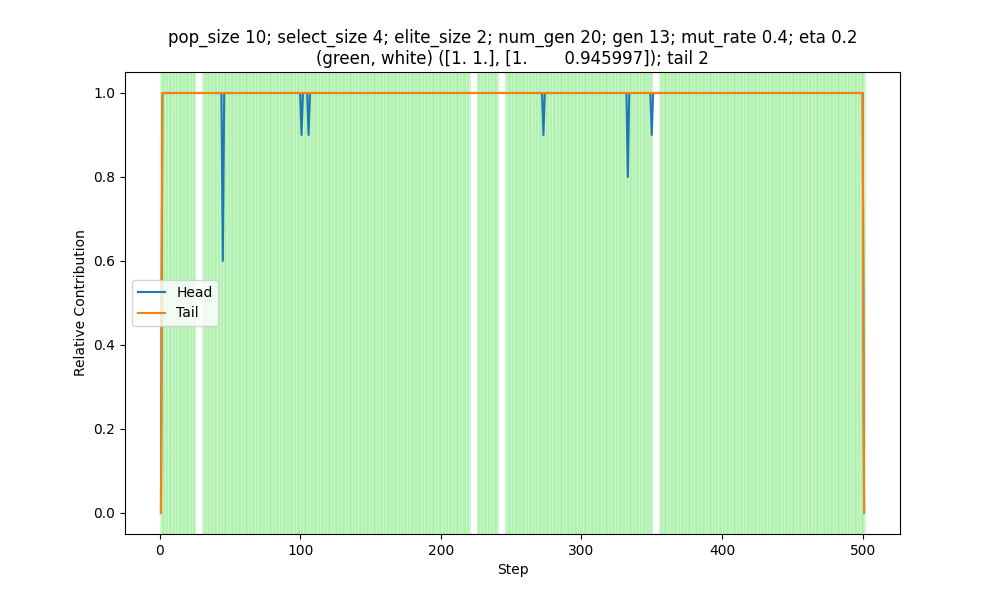 pop_size 10; select_size 4; elite_size 2; num_gen 20; gen 13; mut_rate 0.4; eta 0.2
(green, white) ([1. 1.], [1.       0.945997]); tail 2
1.0
0.8
0.6
0.4
0.2
0.0
Relative Contribution
Head
Tail
0
100
200
300
400
500
Step